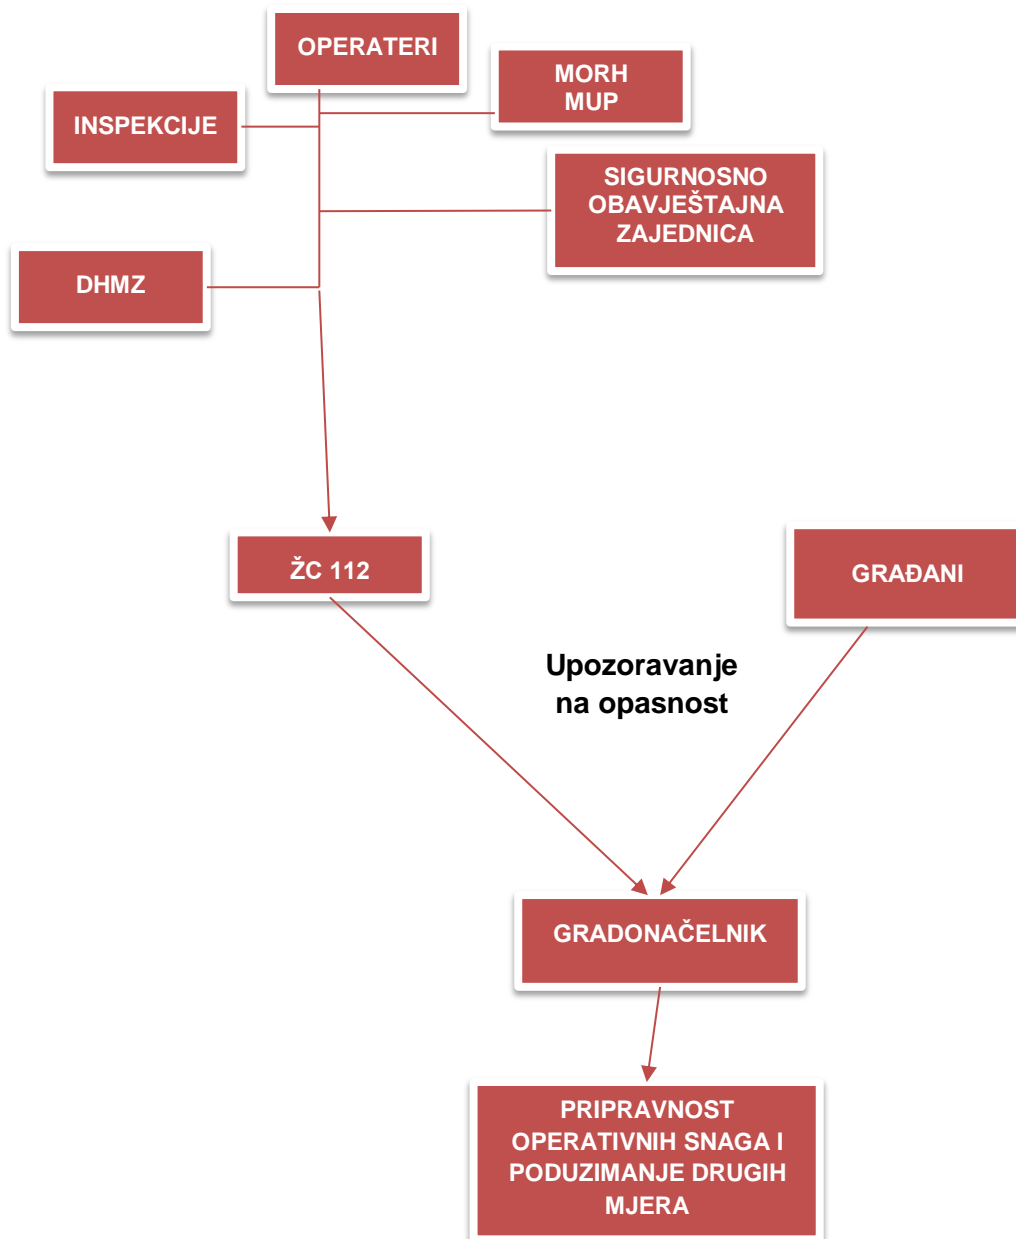 OPERATERI
MORH
MUP
INSPEKCIJE
SIGURNOSNO
OBAVJEŠTAJNA
ZAJEDNICA
DHMZ
ŽC 112
GRAĐANI
Upozoravanje
na opasnost
GRADONAČELNIK
PRIPRAVNOST
OPERATIVNIH SNAGA I
PODUZIMANJE DRUGIH
MJERA